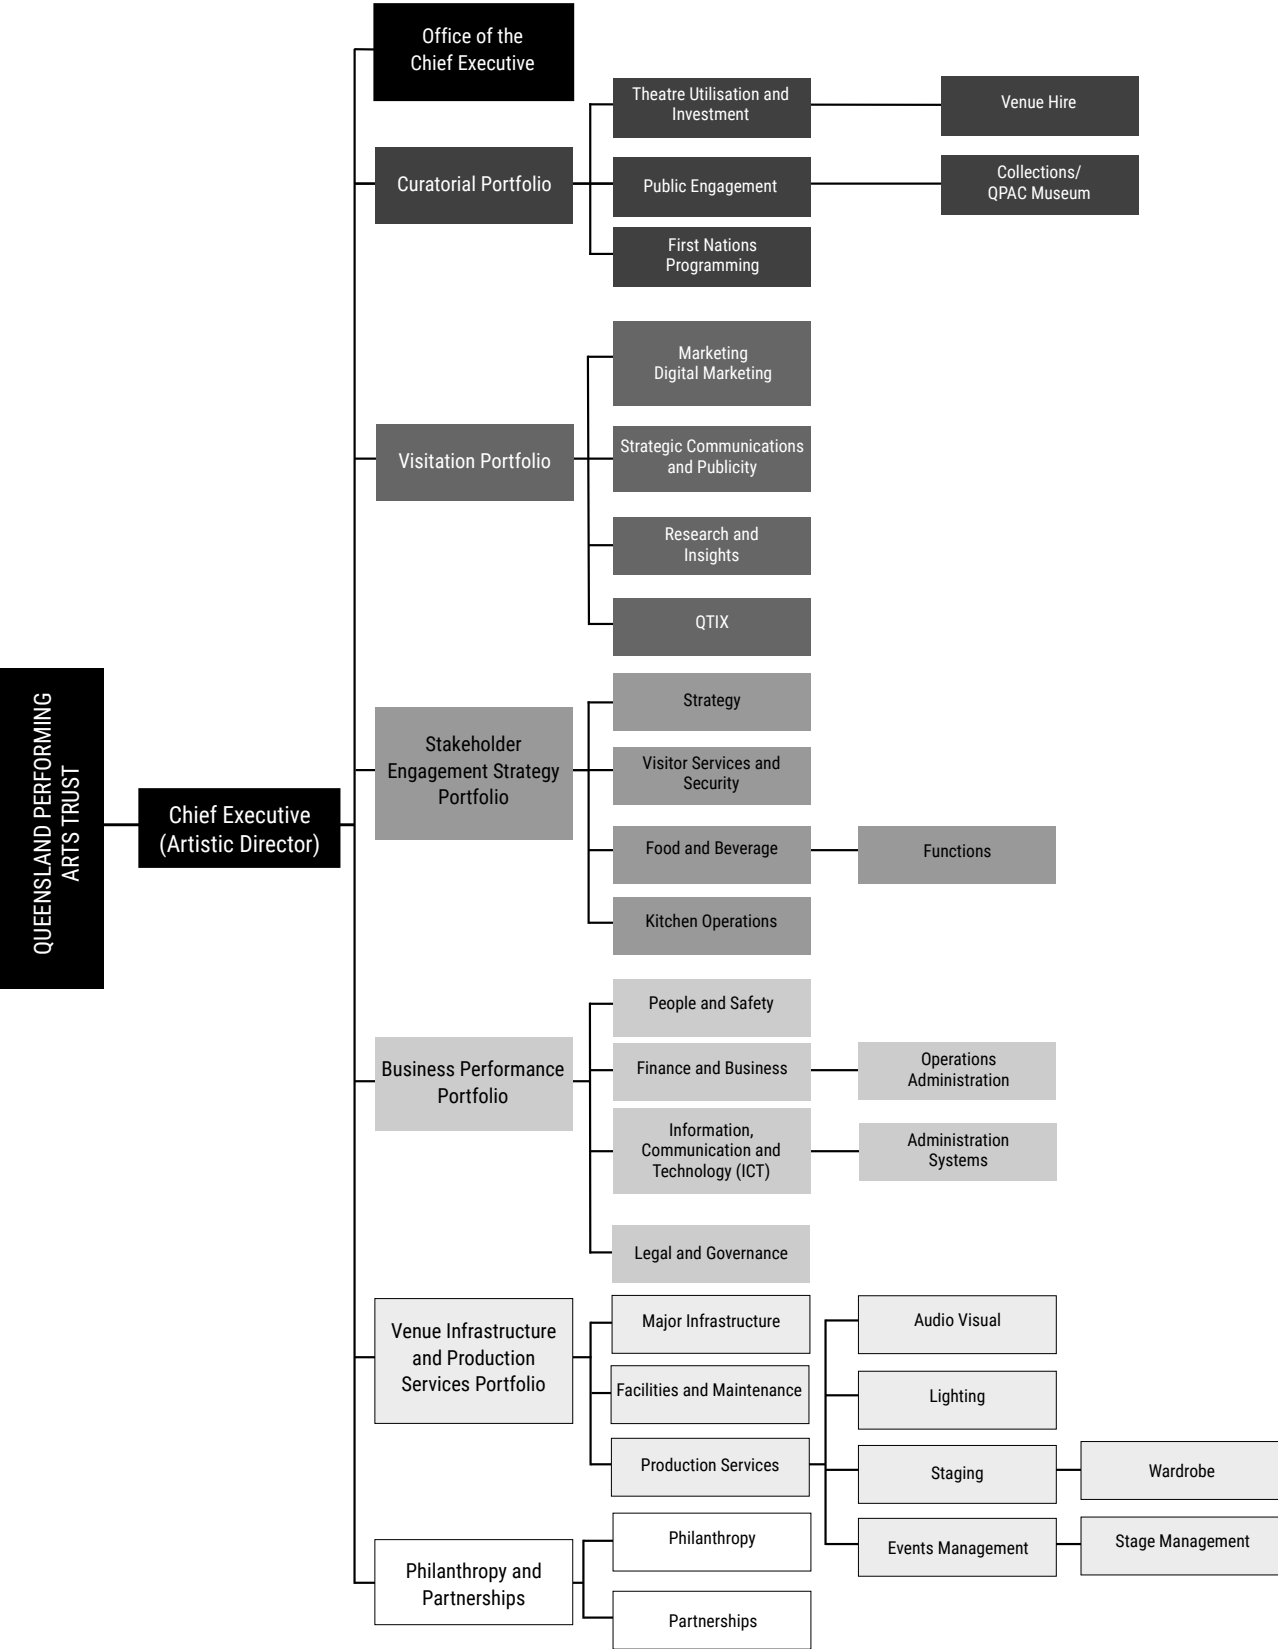 Office of the
Chief Executive
Theatre Utilisation and
Investment
Venue Hire
Curatorial Portfolio
Public Engagement
Collections/
QPAC Museum
First Nations
Programming
Marketing
Digital Marketing
Visitation Portfolio
Strategic Communications
and Publicity
Research and
Insights
QTIX
QUEENSLAND PERFORMING
ARTS TRUST
Chief Executive
(Artistic Director)
Stakeholder
Engagement Strategy
Portfolio
Strategy
Visitor Services and
Security
Food and Beverage
Functions
Kitchen Operations
Business Performance
Portfolio
People and Safety
Finance and Business
Operations
Administration
Information,
Communication and
Technology (ICT)
Administration
Systems
Legal and Governance
Venue Infrastructure
and Production
Services Portfolio
Major Infrastructure
Facilities and Maintenance
Production Services
Audio Visual
Lighting
Staging
Wardrobe
Events Management
Stage Management
Philanthropy and
Partnerships
Philanthropy
Partnerships